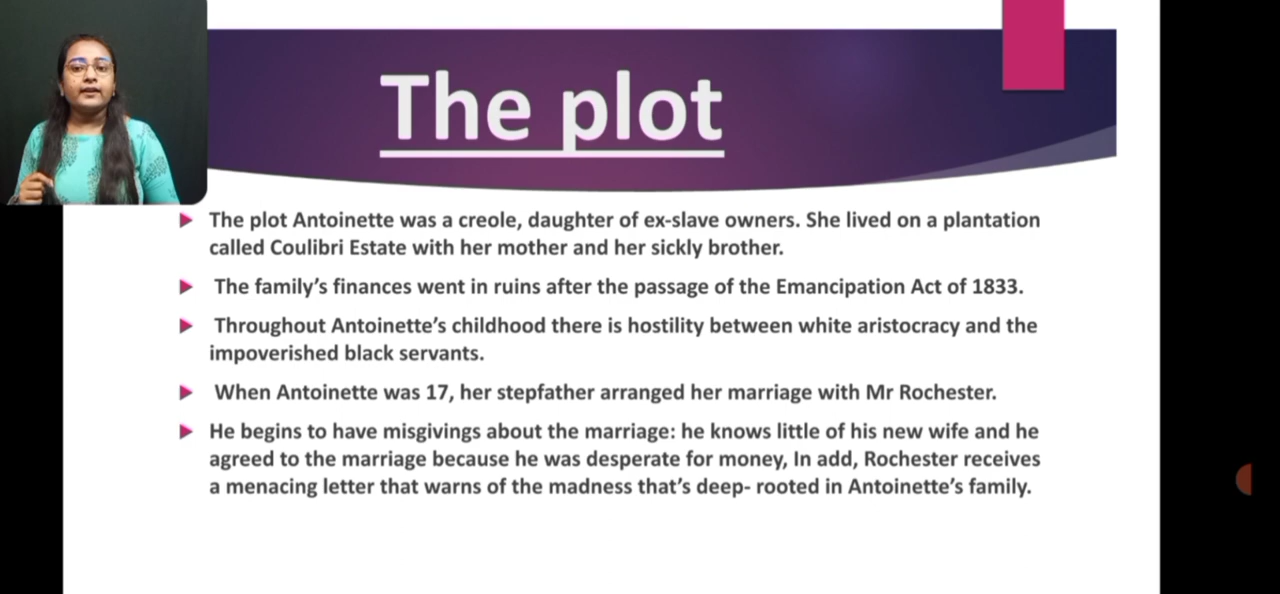 The plot
The plot Antoinette was a creole, daughter of ex-slave owners. She lived on a plantation
called Coulibri Estate with her mother and her sickly brother.
The family's finances went in ruins after the passage of the Emancipation Act of 1833.
Throughout Antoinette's childhood there is hostility between white aristocracy and the
impoverished black servants.
When Antoinette was 17, her stepfather arranged her marriage with Mr Rochester.
He begins to have misgivings about the marriage: he knows little of his new wife and he
agreed to the marriage because he was desperate for money, In add, Rochester receives
a menacing letter that warns of the madness that's deep- rooted in Antoinette's family.